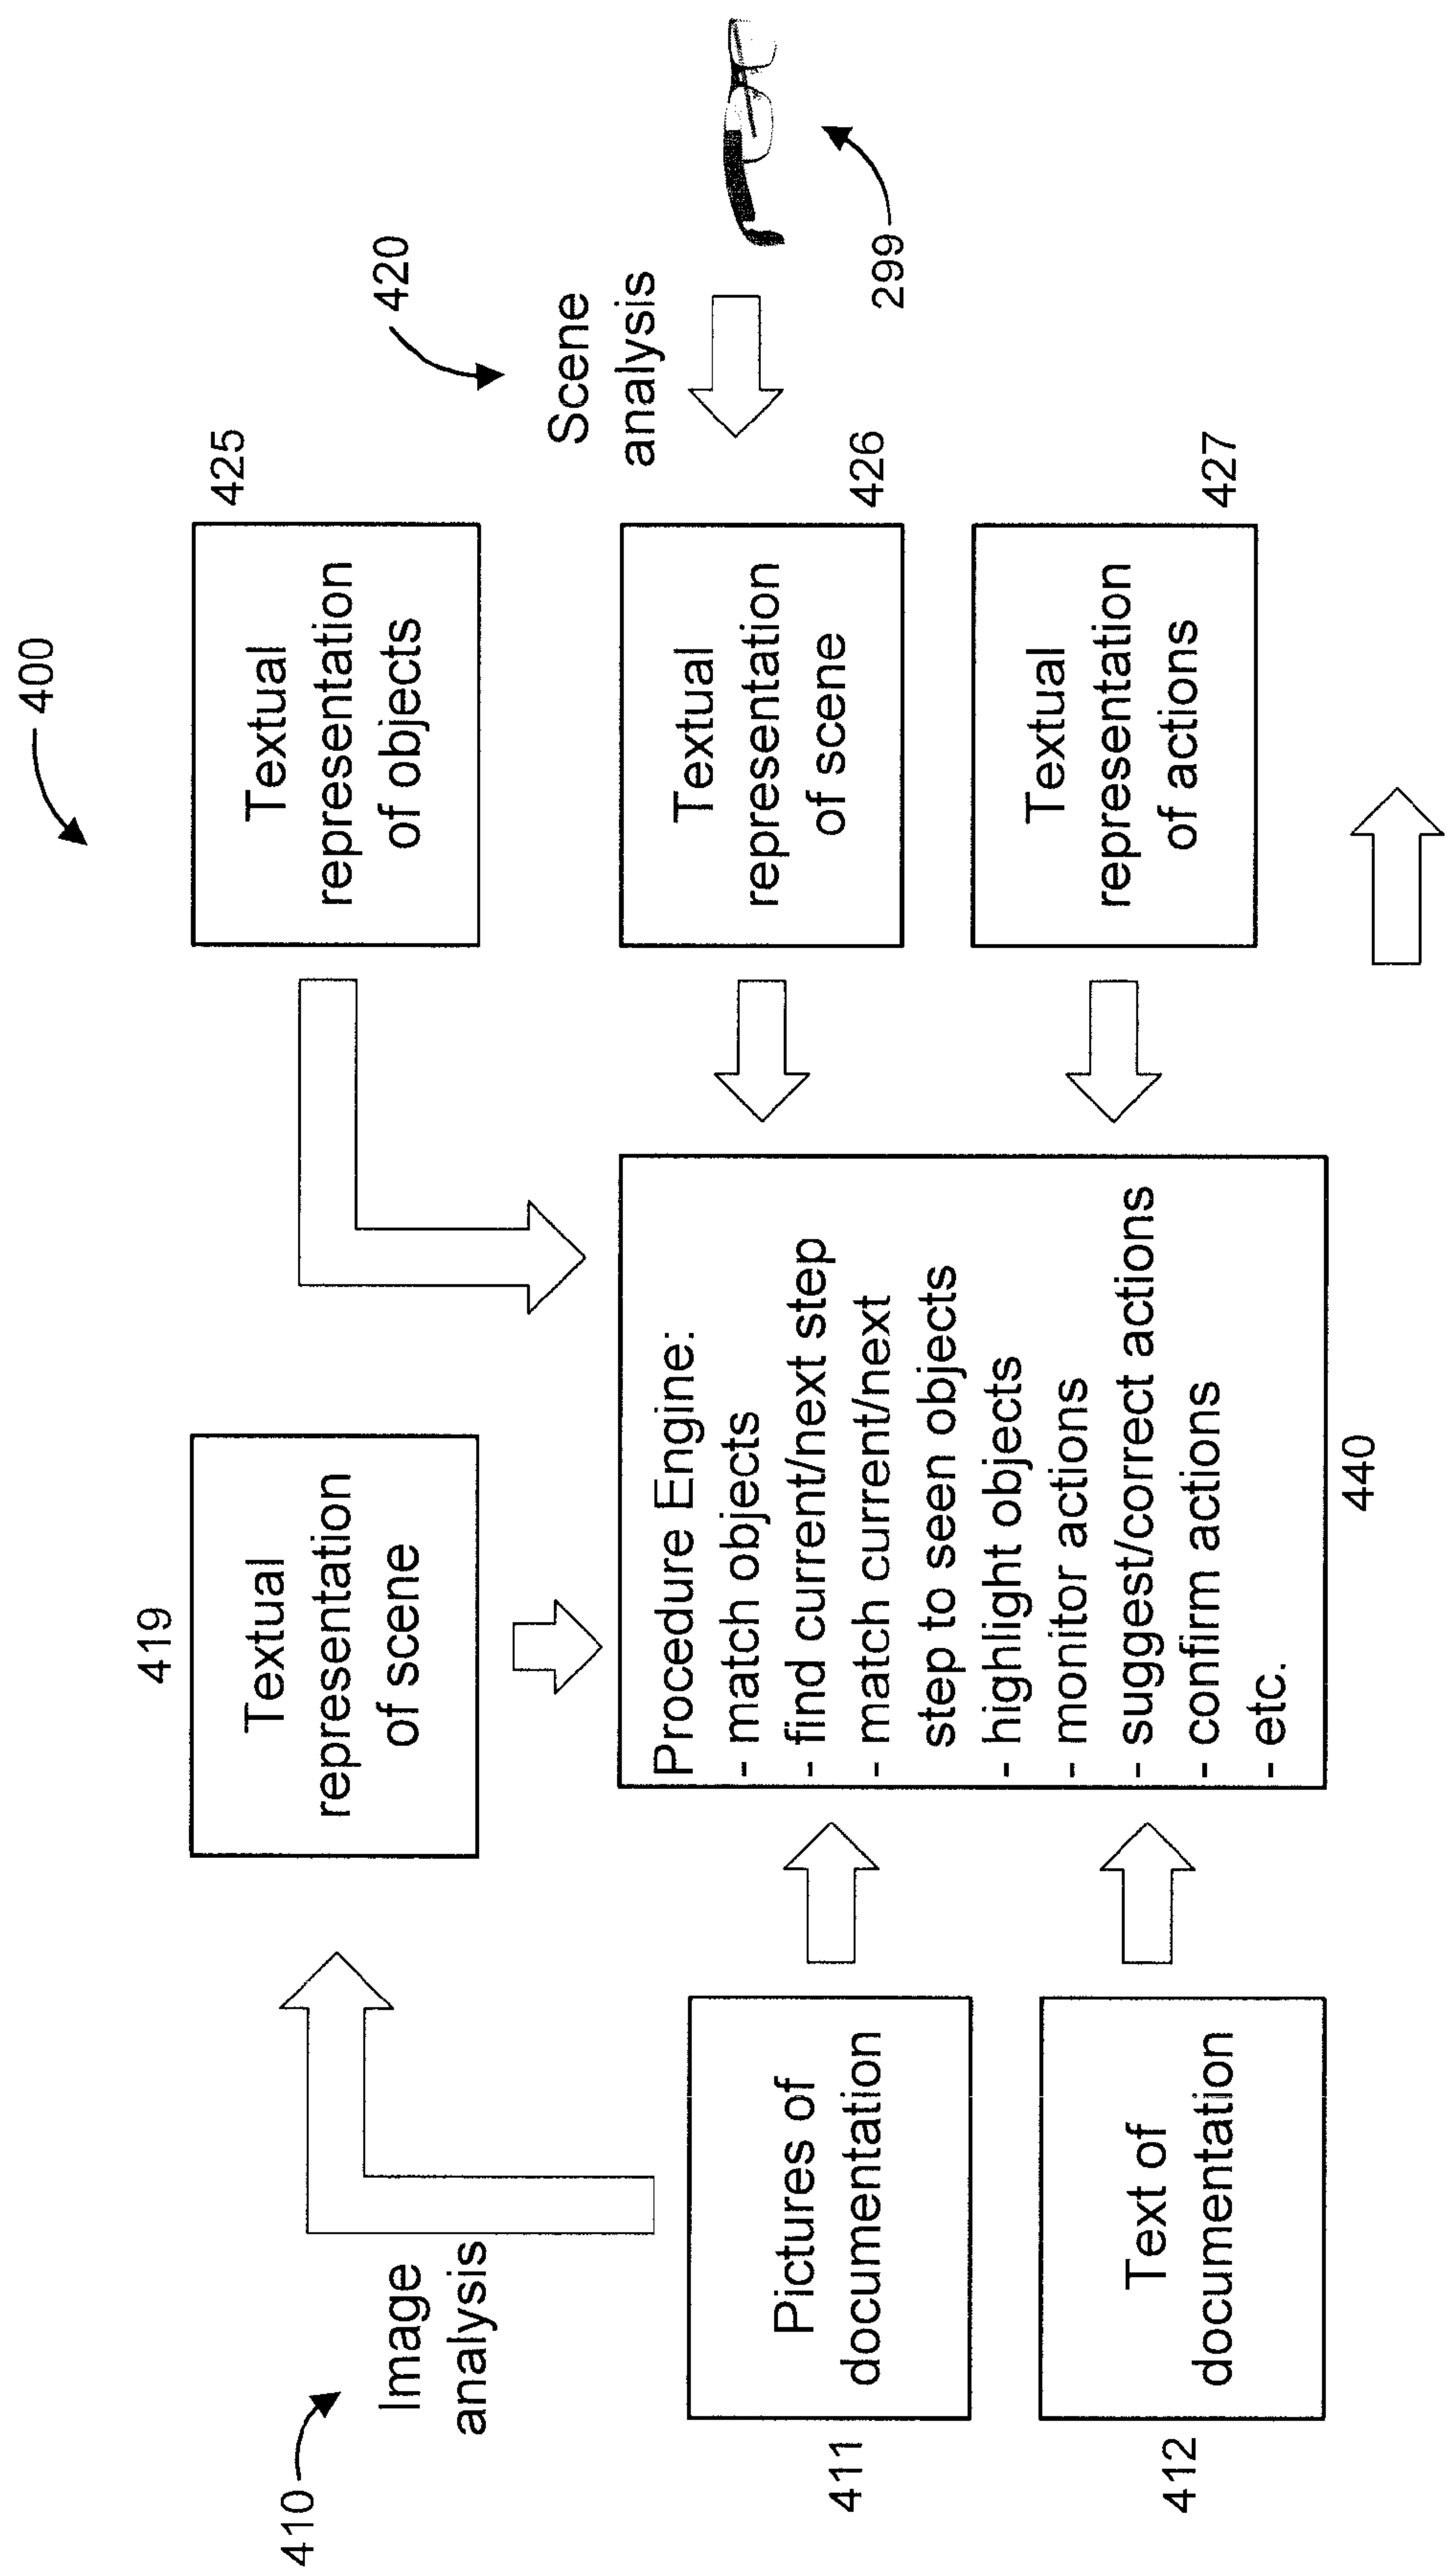 400
410
Image
analysis
419
Textual
representation
of scene
425
Textual
representation
of objects
420
Scene
analysis
299
411
Pictures of
documentation
412
Text of
documentation
Procedure Engine:
- match objects
- find current/next step
- match current/next
step to seen objects
- highlight objects
- monitor actions
- suggest/correct actions
- confirm actions
- etc.
440
Textual
representation
of scene
426
Textual
representation
of actions
427